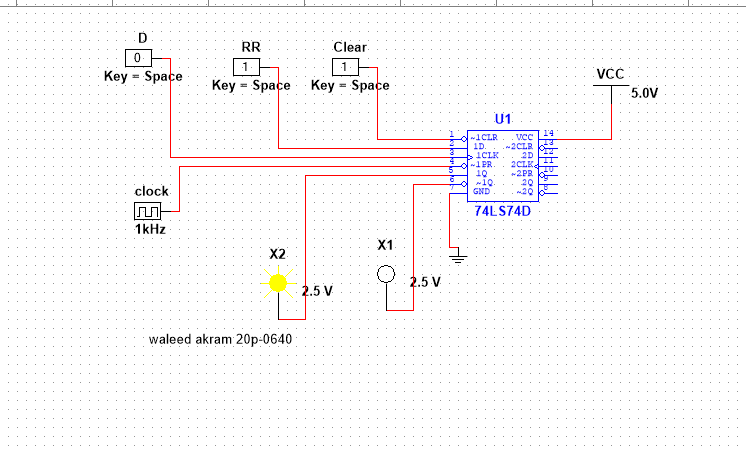 D
0
Key = Space
RR
1
Key = Space
Clear
1
Key = Space
VCC
5.0V
U1
1 ~1CLR VCC 14
2 1D ~2CLR 13
3 1CLK 2D 12
4 ~1PR 2CLK 11
5 1Q ~2PR 10
6 ~1Q 2Q 9
7 GND ~2Q 8
74LS74D
clock
1kHz
X2
2.5 V
X1
2.5 V
waleed akram 20p-0640